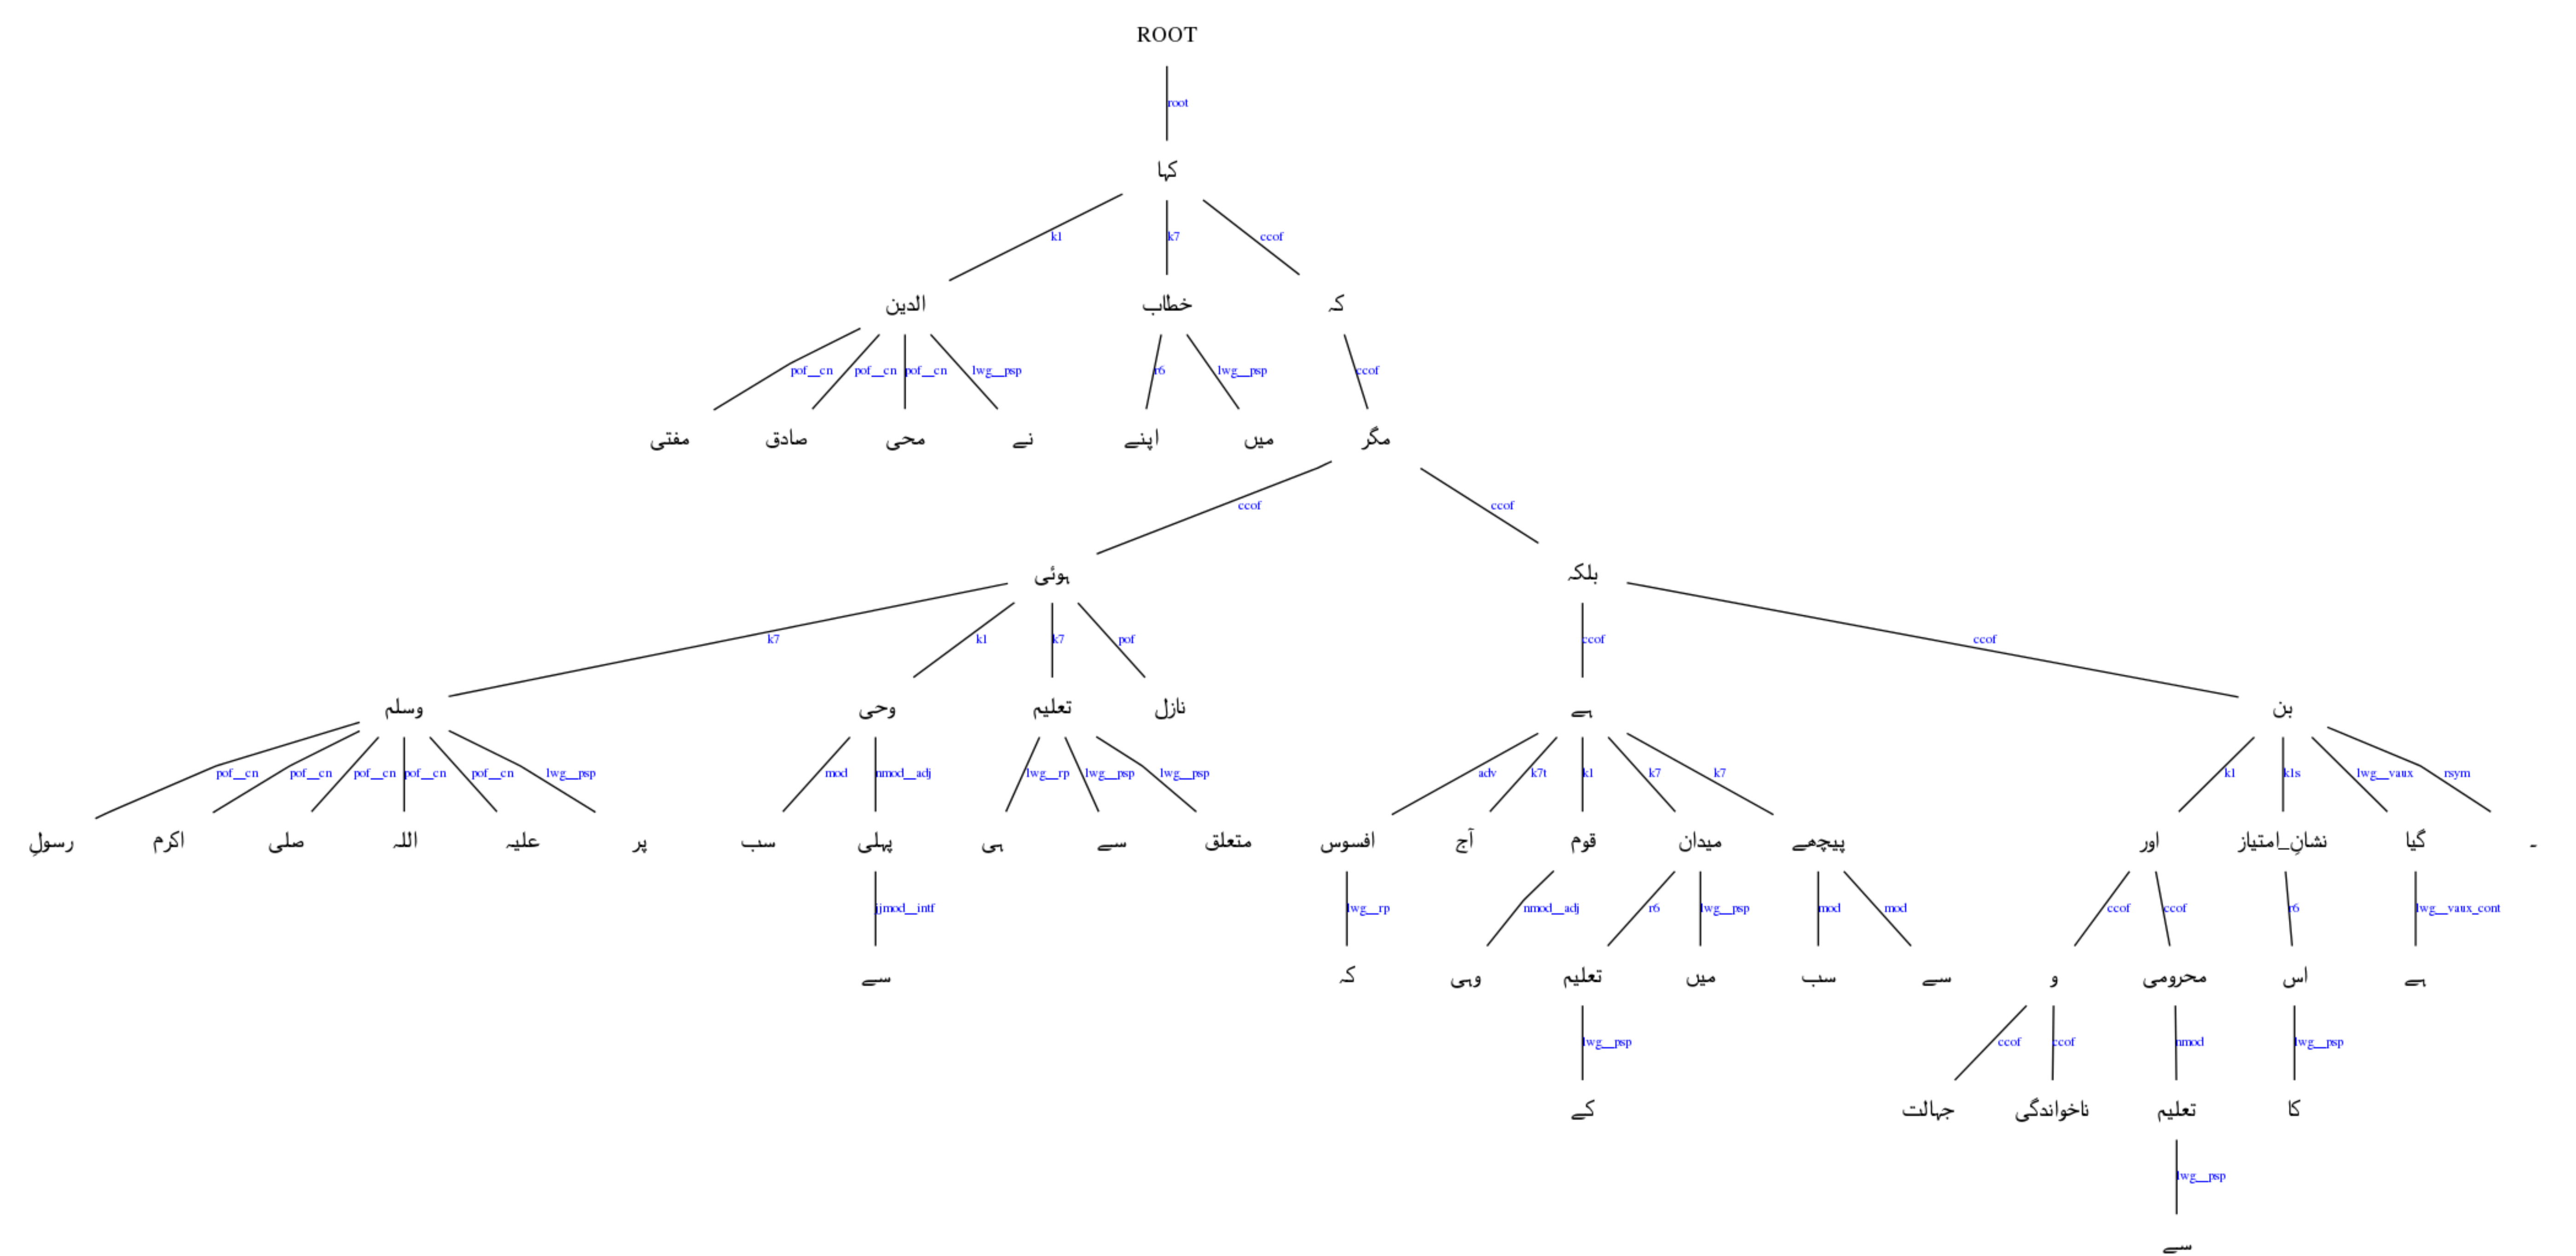 ROOT
root
کہا
k1 k7 ccof
الدین خطاب کہ
pof__cn pof__cn pof__cn lwg__psp r6 lwg__psp ccof
مفتی صادق محی نے اپنے میں مگر
ccof ccof
ہوئی بلکہ
k7 k1 k7 pof ccof ccof
وسلم وحی تعلیم نازل ہے بن
pof__cn pof__cn pof__cn pof__cn pof__cn lwg__psp mod nmod__adj lwg__rp lwg__psp lwg__psp adv k7t k1 k7 k7 k1 k1s lwg__vaux rsym
رسولِ اکرم صلی اللہ علیہ پر سب پہلی ہی سے متعلق افسوس آج قوم میدان پیچھے اور نشانِ_امتیاز گیا ۔
jjmod__intf lwg__rp nmod__adj r6 lwg__psp mod mod ccof ccof r6 lwg__vaux_cont
سے کہ وہی تعلیم میں سب سے و محرومی اس ہے
lwg__psp ccof ccof nmod lwg__psp
کے جہالت ناخواندگی تعلیم کا
lwg__psp
سے